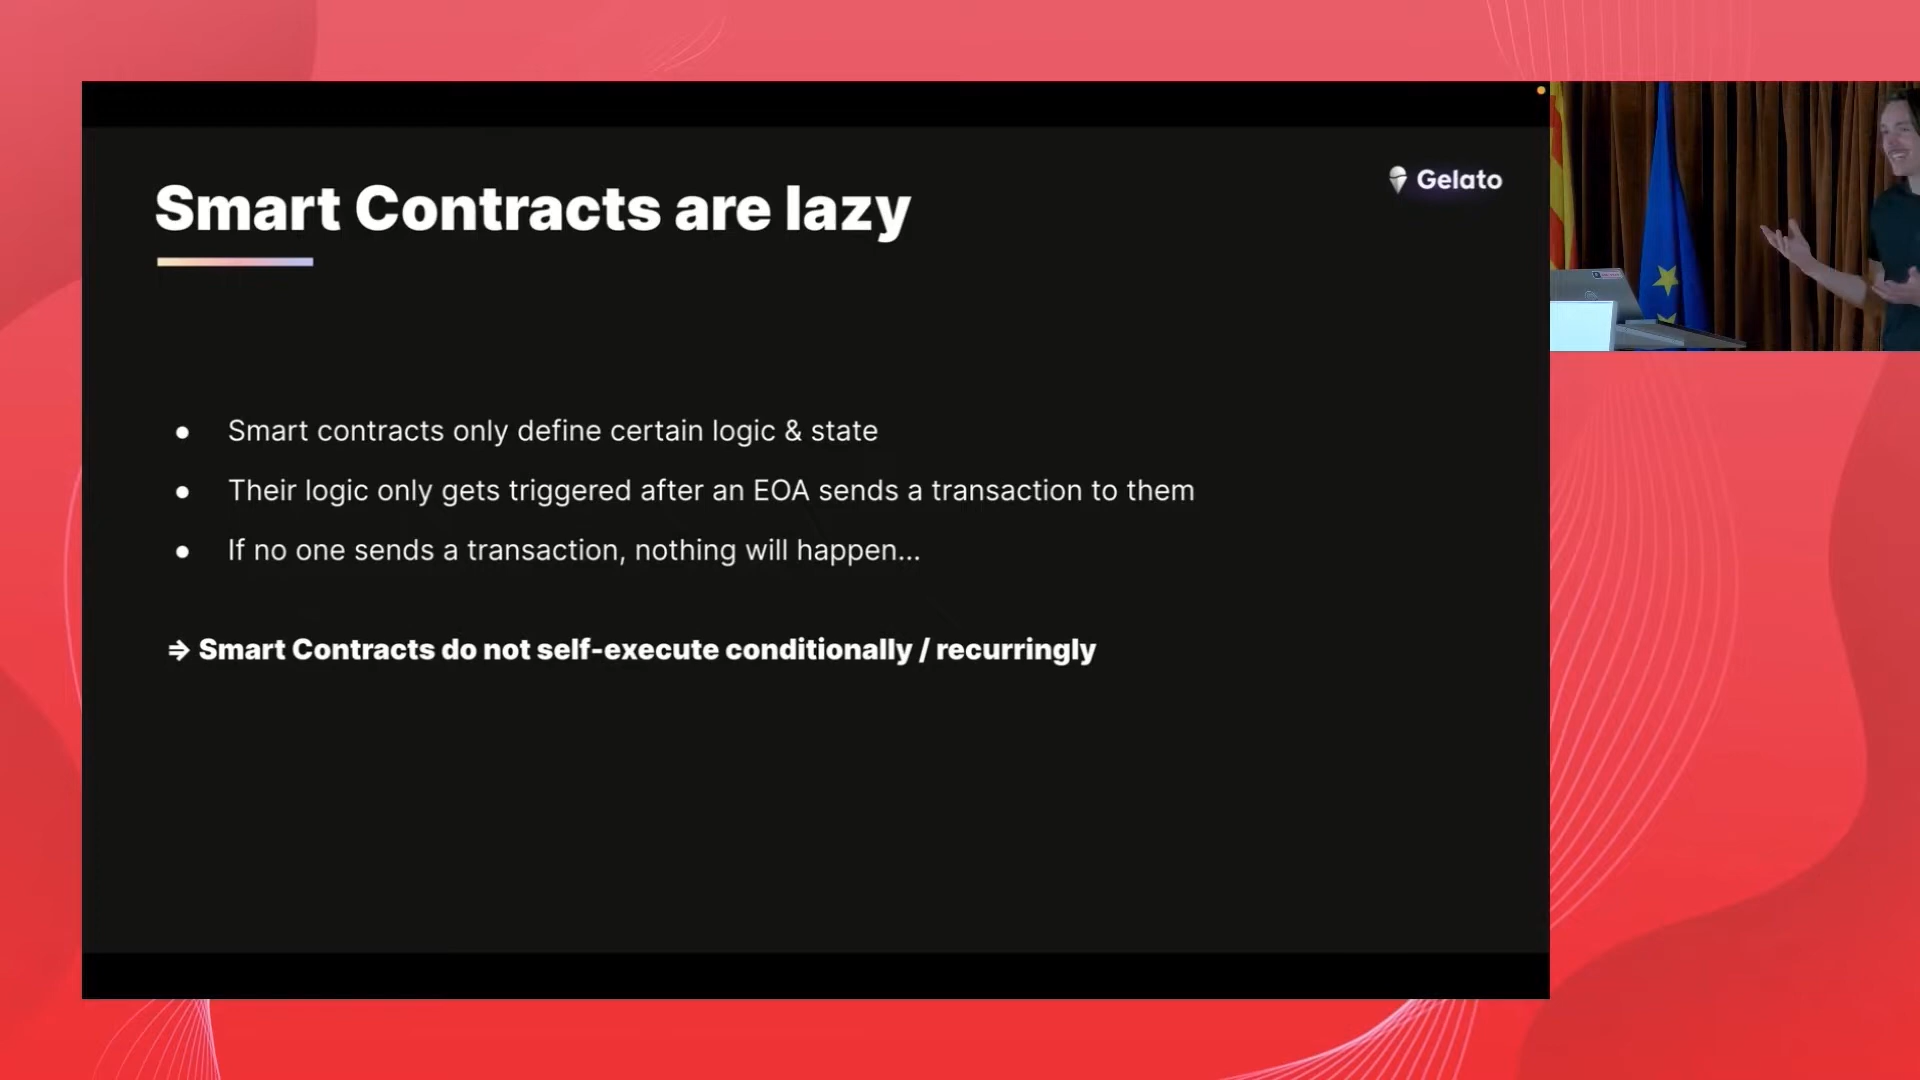 Smart Contracts are lazy
Gelato
● Smart contracts only define certain logic & state
● Their logic only gets triggered after an EOA sends a transaction to them
● If no one sends a transaction, nothing will happen...
⇒ Smart Contracts do not self-execute conditionally / recurringly